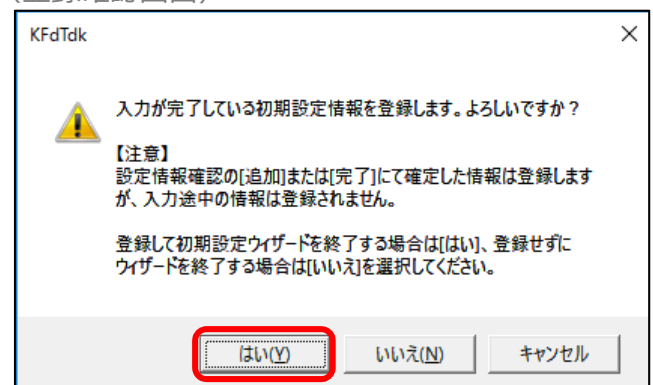 KFdTdk
入力が完了している初期設定情報を登録します。よろしいですか？
【注意】
設定情報確認の[追加]または[完了]にて確定した情報は登録します
が、入力途中の情報は登録されません。
登録して初期設定ウィザードを終了する場合は[はい]、登録せずに
ウィザードを終了する場合は[いいえ]を選択してください。
はい(Y) いいえ(N) キャンセル